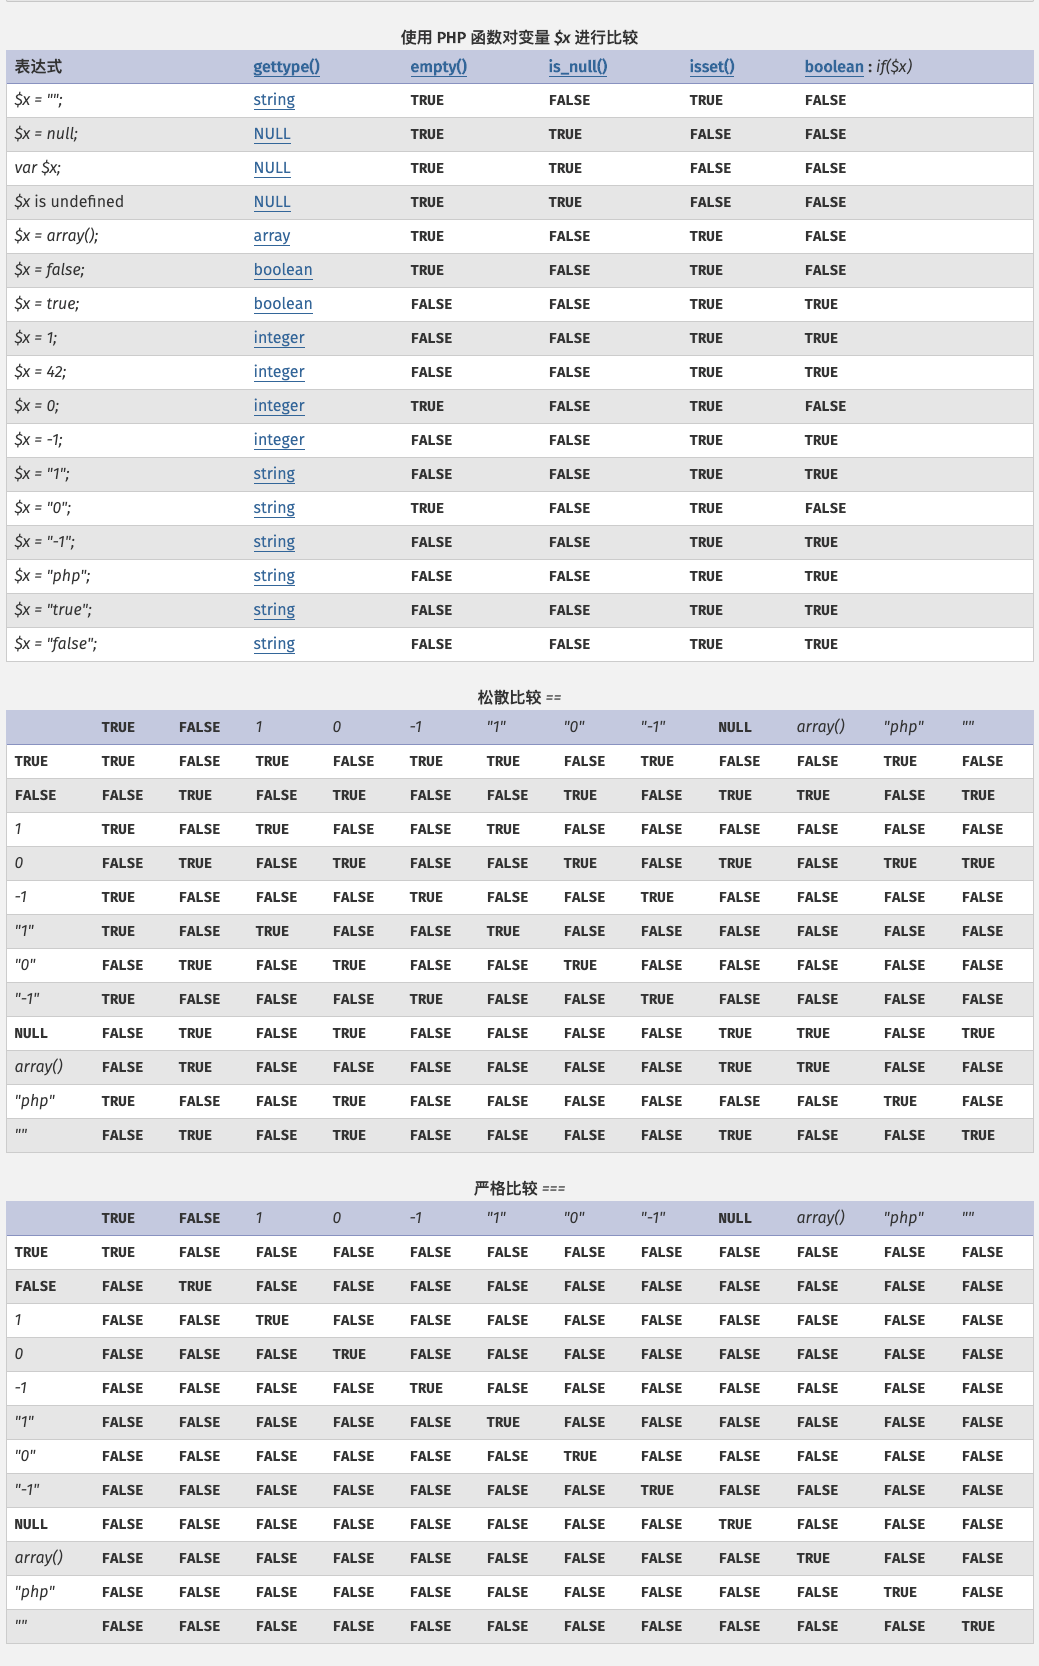 使用 PHP 函数对变量 $x 进行比较
表达式 gettype() empty() is_null() isset() boolean : if($x)
$x = ""; string TRUE FALSE TRUE FALSE
$x = null; NULL TRUE TRUE FALSE FALSE
var $x; NULL TRUE TRUE FALSE FALSE
$x is undefined NULL TRUE TRUE FALSE FALSE
$x = array(); array TRUE FALSE TRUE FALSE
$x = false; boolean TRUE FALSE TRUE FALSE
$x = true; boolean FALSE FALSE TRUE TRUE
$x = 1; integer FALSE FALSE TRUE TRUE
$x = 42; integer FALSE FALSE TRUE TRUE
$x = 0; integer TRUE FALSE TRUE FALSE
$x = -1; integer FALSE FALSE TRUE TRUE
$x = "1"; string FALSE FALSE TRUE TRUE
$x = "0"; string TRUE FALSE TRUE FALSE
$x = "-1"; string FALSE FALSE TRUE TRUE
$x = "php"; string FALSE FALSE TRUE TRUE
$x = "true"; string FALSE FALSE TRUE TRUE
$x = "false"; string FALSE FALSE TRUE TRUE
松散比较 ==
TRUE FALSE 1 0 -1 "1" "0" "-1" NULL array() "php" ""
TRUE TRUE FALSE TRUE FALSE TRUE TRUE FALSE TRUE FALSE FALSE TRUE FALSE
FALSE FALSE TRUE FALSE TRUE FALSE FALSE TRUE FALSE TRUE TRUE FALSE TRUE
1 TRUE FALSE TRUE FALSE FALSE TRUE FALSE FALSE FALSE FALSE FALSE FALSE
0 FALSE TRUE FALSE TRUE FALSE FALSE TRUE FALSE TRUE FALSE TRUE TRUE
-1 TRUE FALSE FALSE FALSE TRUE FALSE FALSE TRUE FALSE FALSE FALSE FALSE
"1" TRUE FALSE TRUE FALSE FALSE TRUE FALSE FALSE FALSE FALSE FALSE FALSE
"0" FALSE TRUE FALSE TRUE FALSE FALSE TRUE FALSE FALSE FALSE FALSE FALSE
"-1" TRUE FALSE FALSE FALSE TRUE FALSE FALSE TRUE FALSE FALSE FALSE FALSE
NULL FALSE TRUE FALSE TRUE FALSE FALSE FALSE FALSE TRUE TRUE FALSE TRUE
array() FALSE TRUE FALSE FALSE FALSE FALSE FALSE FALSE TRUE TRUE FALSE FALSE
"php" TRUE FALSE FALSE TRUE FALSE FALSE FALSE FALSE FALSE FALSE TRUE FALSE
"" FALSE TRUE FALSE TRUE FALSE FALSE FALSE FALSE TRUE FALSE FALSE TRUE
严格比较 ===
TRUE FALSE 1 0 -1 "1" "0" "-1" NULL array() "php" ""
TRUE TRUE FALSE FALSE FALSE FALSE FALSE FALSE FALSE FALSE FALSE FALSE FALSE
FALSE FALSE TRUE FALSE FALSE FALSE FALSE FALSE FALSE FALSE FALSE FALSE FALSE
1 FALSE FALSE TRUE FALSE FALSE FALSE FALSE FALSE FALSE FALSE FALSE FALSE
0 FALSE FALSE FALSE TRUE FALSE FALSE FALSE FALSE FALSE FALSE FALSE FALSE
-1 FALSE FALSE FALSE FALSE TRUE FALSE FALSE FALSE FALSE FALSE FALSE FALSE
"1" FALSE FALSE FALSE FALSE FALSE TRUE FALSE FALSE FALSE FALSE FALSE FALSE
"0" FALSE FALSE FALSE FALSE FALSE FALSE TRUE FALSE FALSE FALSE FALSE FALSE
"-1" FALSE FALSE FALSE FALSE FALSE FALSE FALSE TRUE FALSE FALSE FALSE FALSE
NULL FALSE FALSE FALSE FALSE FALSE FALSE FALSE FALSE TRUE FALSE FALSE FALSE
array() FALSE FALSE FALSE FALSE FALSE FALSE FALSE FALSE FALSE TRUE FALSE FALSE
"php" FALSE FALSE FALSE FALSE FALSE FALSE FALSE FALSE FALSE FALSE TRUE FALSE
"" FALSE FALSE FALSE FALSE FALSE FALSE FALSE FALSE FALSE FALSE FALSE TRUE